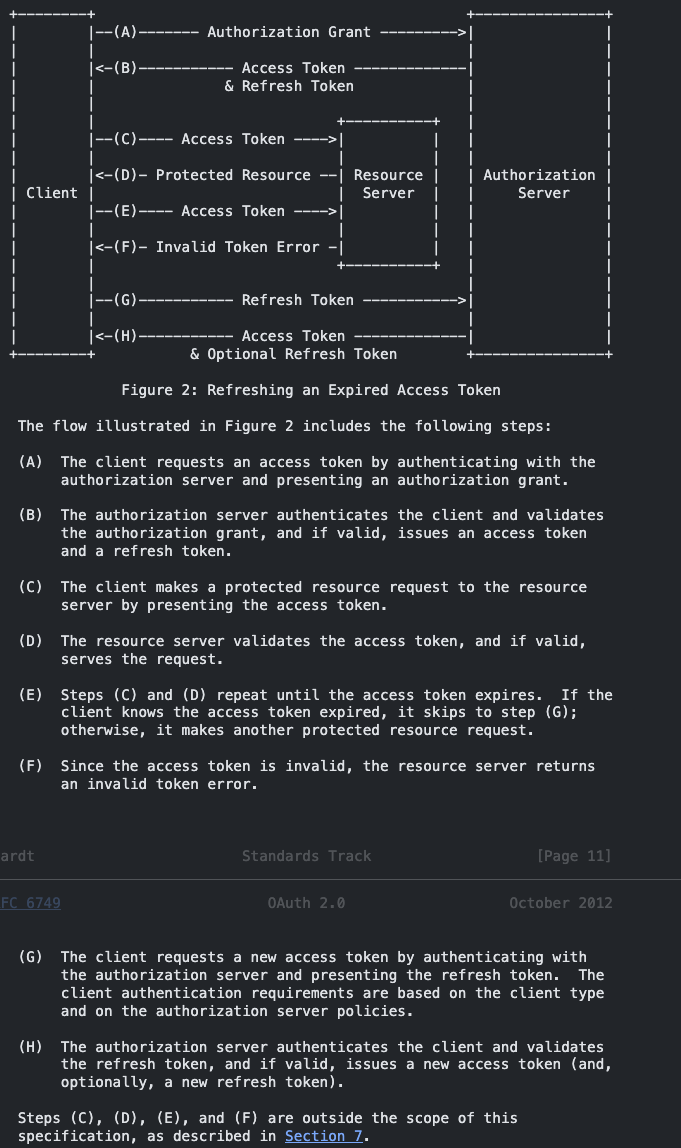 +--------+                                           +---------------+
|        |--(A)------- Authorization Grant --------->|               |
|        |                                           |               |
|        |<-(B)----------- Access Token -------------|               |
|        |               & Refresh Token             |               |
|        |                                           |               |
|        |                            +----------+   |               |
|        |--(C)---- Access Token ---->|          |   |               |
|        |                            |          |   |               |
|        |<-(D)- Protected Resource --| Resource |   | Authorization |
| Client |                            |  Server  |   |     Server    |
|        |--(E)---- Access Token ---->|          |   |               |
|        |                            |          |   |               |
|        |<-(F)- Invalid Token Error -|          |   |               |
|        |                            +----------+   |               |
|        |                                           |               |
|        |--(G)----------- Refresh Token ----------->|               |
|        |                                           |               |
|        |<-(H)----------- Access Token -------------|               |
+--------+           & Optional Refresh Token        +---------------+
Figure 2: Refreshing an Expired Access Token
The flow illustrated in Figure 2 includes the following steps:
(A)  The client requests an access token by authenticating with the
authorization server and presenting an authorization grant.
(B)  The authorization server authenticates the client and validates
the authorization grant, and if valid, issues an access token
and a refresh token.
(C)  The client makes a protected resource request to the resource
server by presenting the access token.
(D)  The resource server validates the access token, and if valid,
serves the request.
(E)  Steps (C) and (D) repeat until the access token expires.  If the
client knows the access token expired, it skips to step (G);
otherwise, it makes another protected resource request.
(F)  Since the access token is invalid, the resource server returns
an invalid token error.
ardt                        Standards Track                   [Page 11]
FC 6749                        OAuth 2.0                   October 2012
(G)  The client requests a new access token by authenticating with
the authorization server and presenting the refresh token.  The
client authentication requirements are based on the client type
and on the authorization server policies.
(H)  The authorization server authenticates the client and validates
the refresh token, and if valid, issues a new access token (and,
optionally, a new refresh token).
Steps (C), (D), (E), and (F) are outside the scope of this
specification, as described in Section 7.